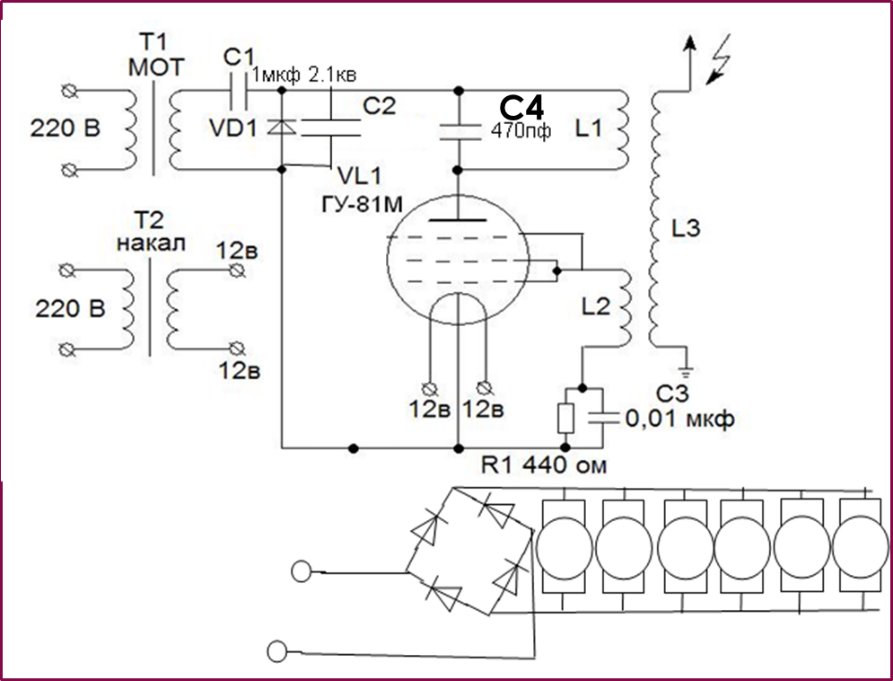 T1
МОТ
220 В
C1
1мкф 2.1кв
VD1
C2
C4
470пф
L1
VL1
ГУ-81М
L3
T2
накал
220 В
12в
12в
12в
12в
L2
C3
0,01 мкф
R1 440 ом